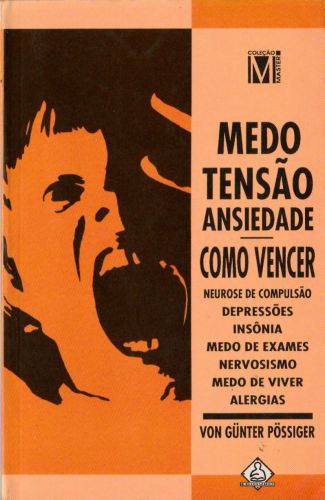 COLEÇÃO
M
MASTER
MEDO
TENSÃO
ANSIEDADE
COMO VENCER
NEUROSE DE COMPULSÃO
DEPRESSÕES
INSÔNIA
MEDO DE EXAMES
NERVOSISMO
MEDO DE VIVER
ALERGIAS
VON GÜNTER PÖSSIGER